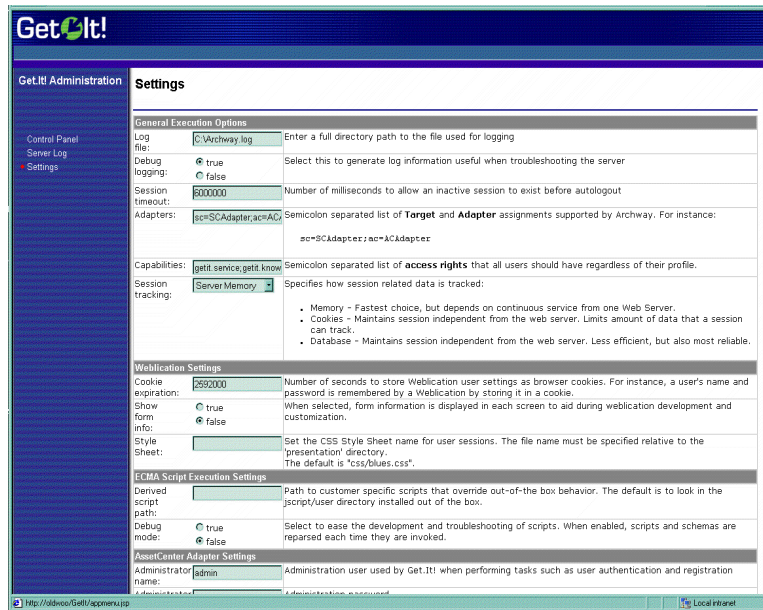 Get It!
Get.It! Administration
Settings
Control Panel
Server Log
Settings
General Execution Options
Log file:
C:\Archway.log
Enter a full directory path to the file used for logging
Debug logging:
true
false
Select this to generate log information useful when troubleshooting the server
Session timeout:
6000000
Number of milliseconds to allow an inactive session to exist before autologout
Adapters:
sc=SCAdapter;ac=AC
Semicolon separated list of Target and Adapter assignments supported by Archway. For instance:
sc=SCAdapter;ac=ACAdapter
Capabilities:
getit.service;getit.know
Semicolon separated list of access rights that all users should have regardless of their profile.
Session tracking:
Server Memory
Specifies how session related data is tracked:
• Memory - Fastest choice, but depends on continuous service from one Web Server.
• Cookies - Maintains session independent from the web server. Limits amount of data that a session
can track.
• Database - Maintains session independent from the web server. Less efficient, but also most reliable.
Weblication Settings
Cookie expiration:
2592000
Number of seconds to store Weblication user settings as browser cookies. For instance, a user's name and
password is remembered by a Weblication by storing it in a cookie.
Show form info:
true
false
When selected, form information is displayed in each screen to aid during weblication development and
customization.
Style Sheet:
Set the CSS Style Sheet name for user sessions. The file name must be specified relative to the
'presentation' directory.
The default is "css/blues.css".
ECMA Script Execution Settings
Derived script path:
Path to customer specific scripts that override out-of-the box behavior. The default is to look in the
jscript/user directory installed out of the box.
Debug mode:
true
false
Select to ease the development and troubleshooting of scripts. When enabled, scripts and schemas are
reparsed each time they are invoked.
AssetCenter Adapter Settings
Administrator name:
admin
Administration user used by Get.It! when performing tasks such as user authentication and registration
Administrator
Administration password
http://oldwoo/GetIt/appmenu.jsp
Local intranet